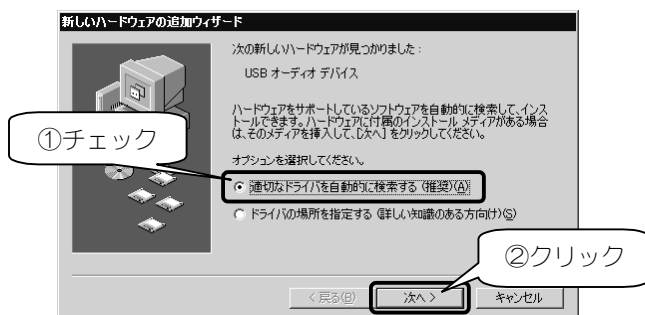 新しいハードウェアの追加ウィザード
次の新しいハードウェアが見つかりました :
USB オーディオ デバイス
ハードウェアをサポートしているソフトウェアを自動的に検索して、インス
トールできます。ハードウェアに付属のインストール メディアがある場合
は、そのメディアを挿入して、[次へ] をクリックしてください。
①チェック
オプションを選択してください。
適切なドライバを自動的に検索する (推奨)(A)
ドライバの場所を指定する (詳しい知識のある方向け)(S)
②クリック
< 戻る(B)
次へ >
キャンセル